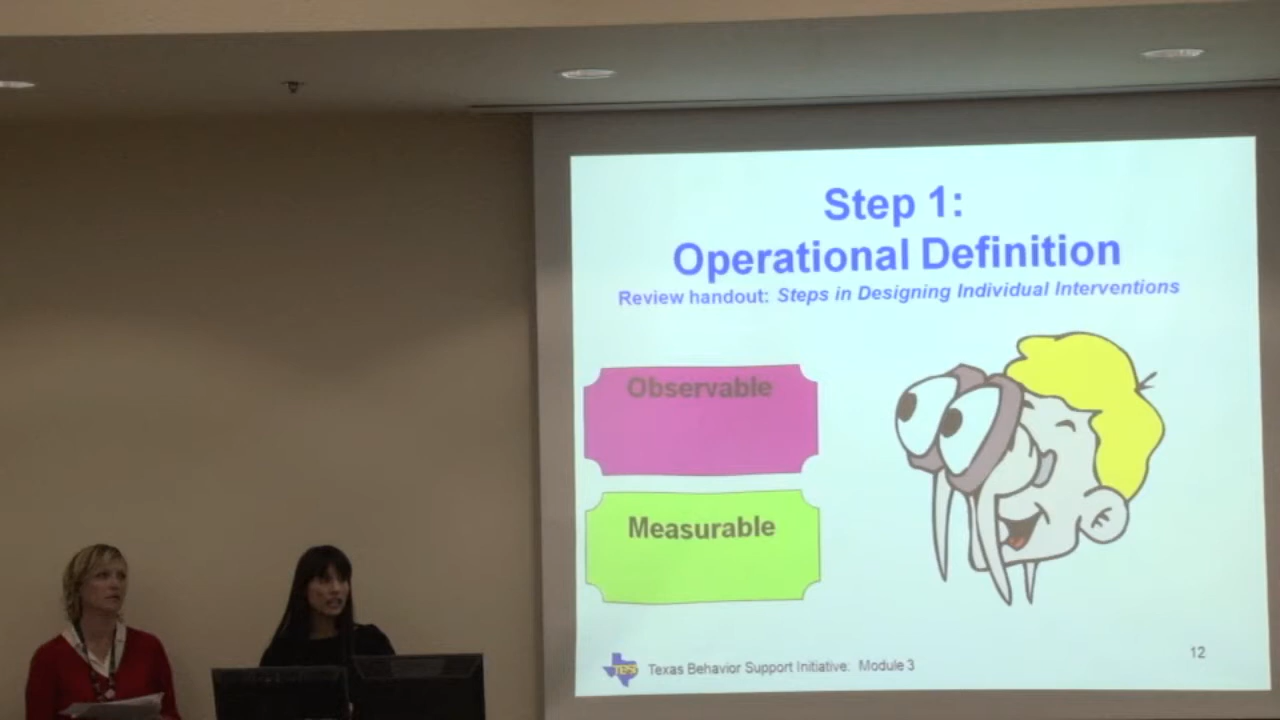 Step 1:
Operational Definition
Review handout: Steps in Designing Individual Interventions
Observable
Measurable
TBSI
Texas Behavior Support Initiative: Module 3
12